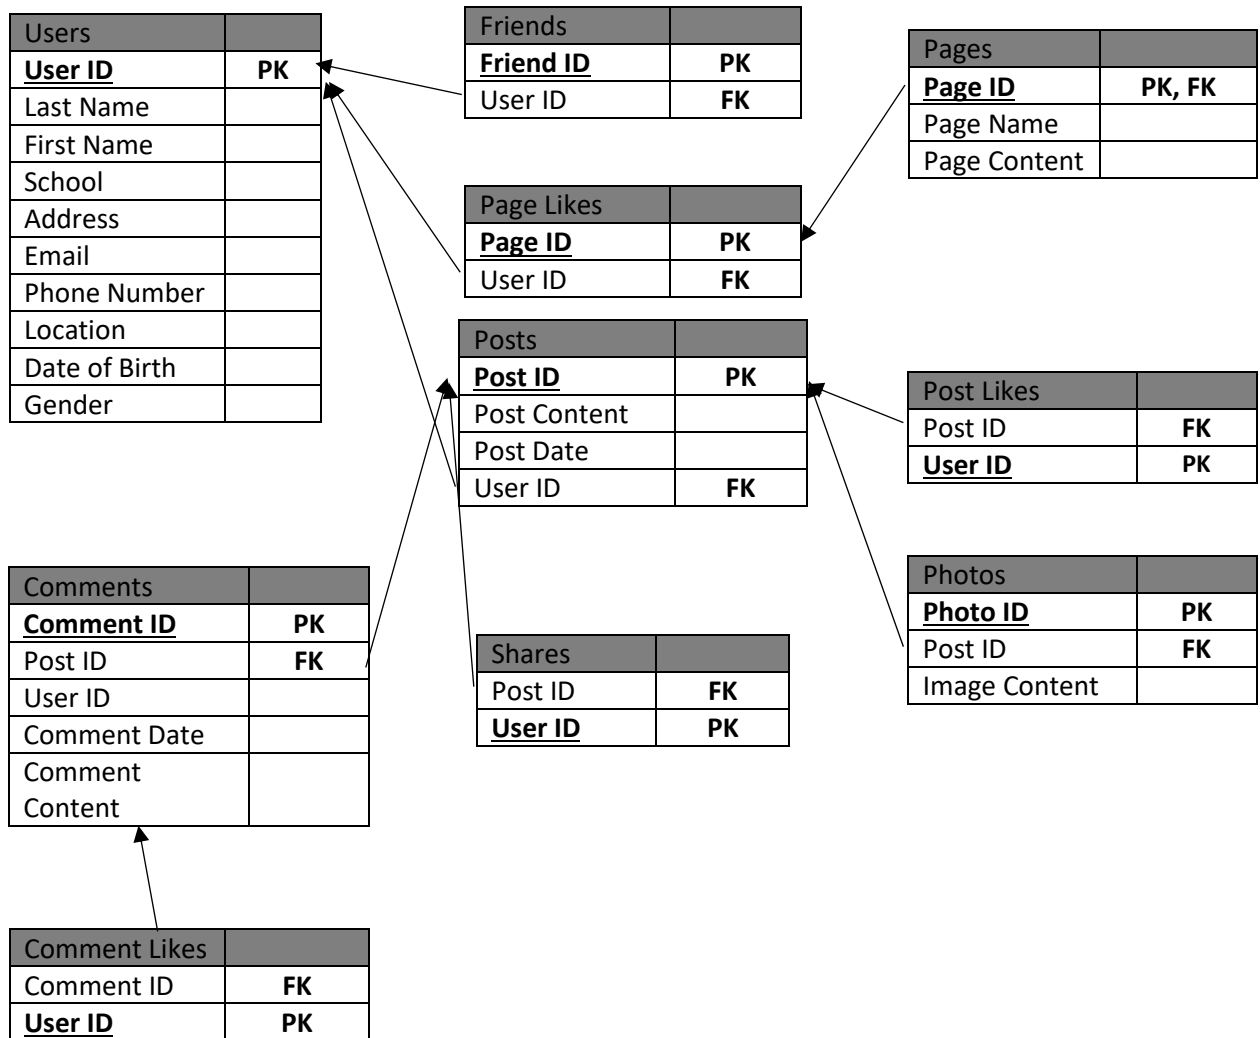 Users
User ID PK
Last Name
First Name
School
Address
Email
Phone Number
Location
Date of Birth
Gender
Friends
Friend ID PK
User ID FK
Pages
Page ID PK, FK
Page Name
Page Content
Page Likes
Page ID PK
User ID FK
Posts
Post ID PK
Post Content
Post Date
User ID FK
Post Likes
Post ID FK
User ID PK
Comments
Comment ID PK
Post ID FK
User ID
Comment Date
Comment
Content
Shares
Post ID FK
User ID PK
Photos
Photo ID PK
Post ID FK
Image Content
Comment Likes
Comment ID FK
User ID PK